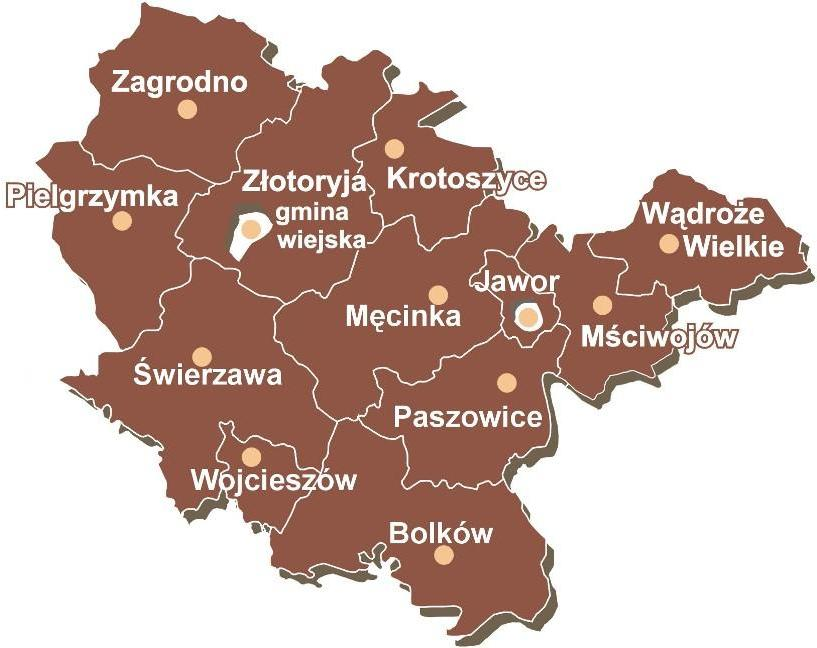 Zagrodno
Krotoszyce
Złotoryja
gmina
wiejska
Pielgrzymka
Wądroże
Wielkie
Jawor
Męcinka
Mściwojów
Świerzawa
Paszowice
Wojcieszów
Bolków